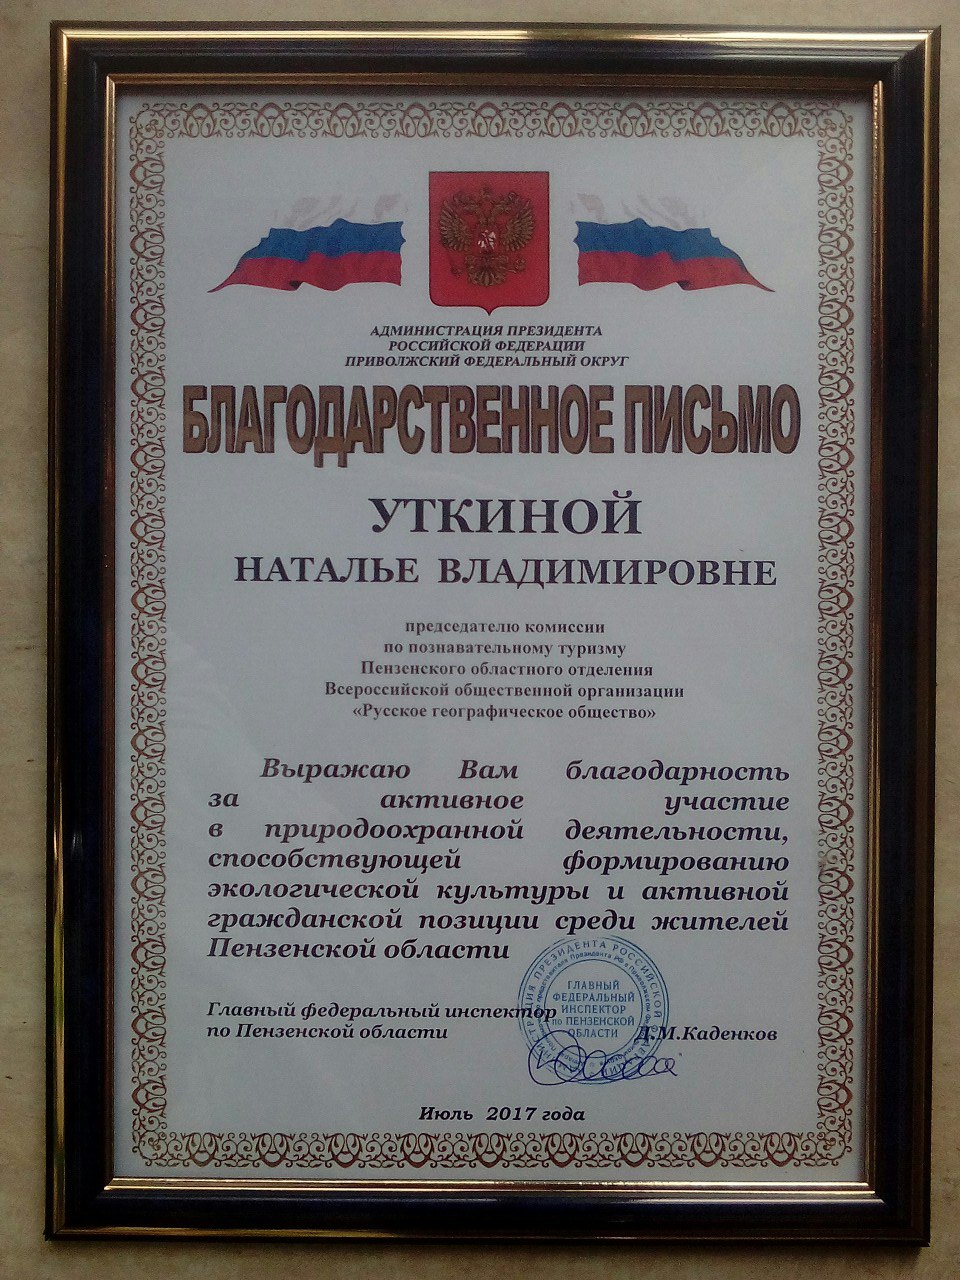 АДМИНИСТРАЦИЯ ПРЕЗИДЕНТА
РОССИЙСКОЙ ФЕДЕРАЦИИ
ПРИВОЛЖСКИЙ ФЕДЕРАЛЬНЫЙ ОКРУГ
БЛАГОДАРСТВЕННОЕ ПИСЬМО
УТКИНОЙ
НАТАЛЬЕ ВЛАДИМИРОВНЕ
председателю комиссии
по познавательному туризму
Пензенского областного отделения
Всероссийской общественной организации
«Русское географическое общество»
Выражаю Вам благодарность
за активное участие
в природоохранной деятельности,
способствующей формированию
экологической культуры и активной
гражданской позиции среди жителей
Пензенской области
Главный федеральный инспектор
по Пензенской области
Д.М.Каденков
ПРЕЗИДЕНТА РОССИЙСКОЙ
ГЛАВНЫЙ
ФЕДЕРАЛЬНЫЙ
ИНСПЕКТОР
по ПЕНЗЕНСКОЙ
ОБЛАСТИ
Июль 2017 года